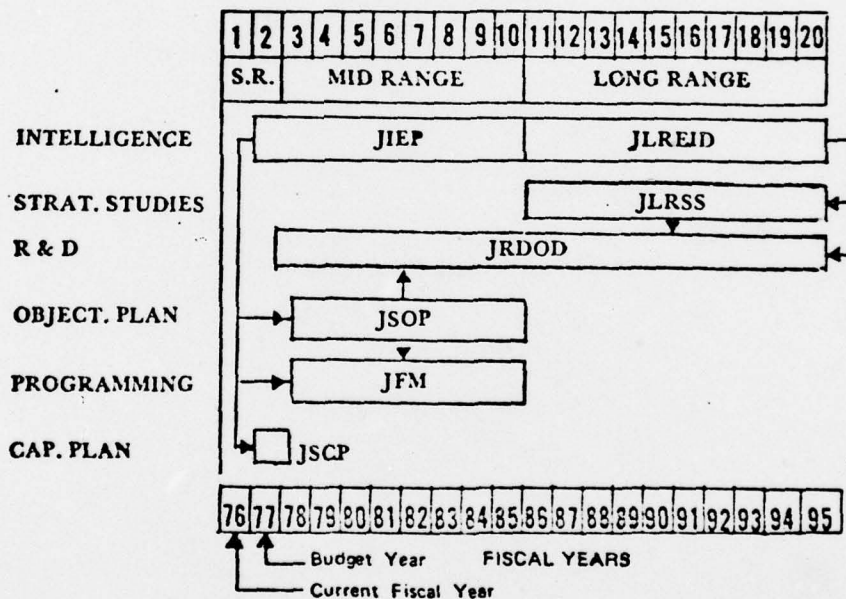 1 2 3 4 5 6 7 8 9 10 11 12 13 14 15 16 17 18 19 20
S.R. MID RANGE LONG RANGE
INTELLIGENCE JIEP JLREID
STRAT. STUDIES JLRSS
R & D JRDOD
OBJECT. PLAN JSOP
PROGRAMMING JFM
CAP. PLAN JSCP
76 77 78 79 80 81 82 83 84 85 86 87 88 89 90 91 92 93 94 95
Budget Year FISCAL YEARS
Current Fiscal Year